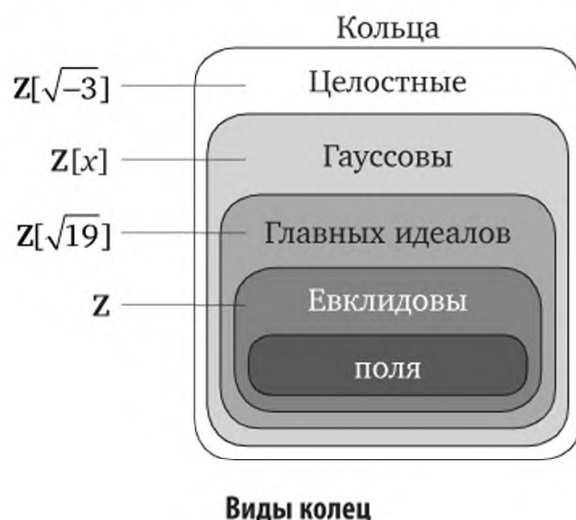 Кольца
Z[√−3] Целостные
Z[x] Гауссовы
Z[√19] Главных идеалов
Z Евклидовы
поля
Виды колец